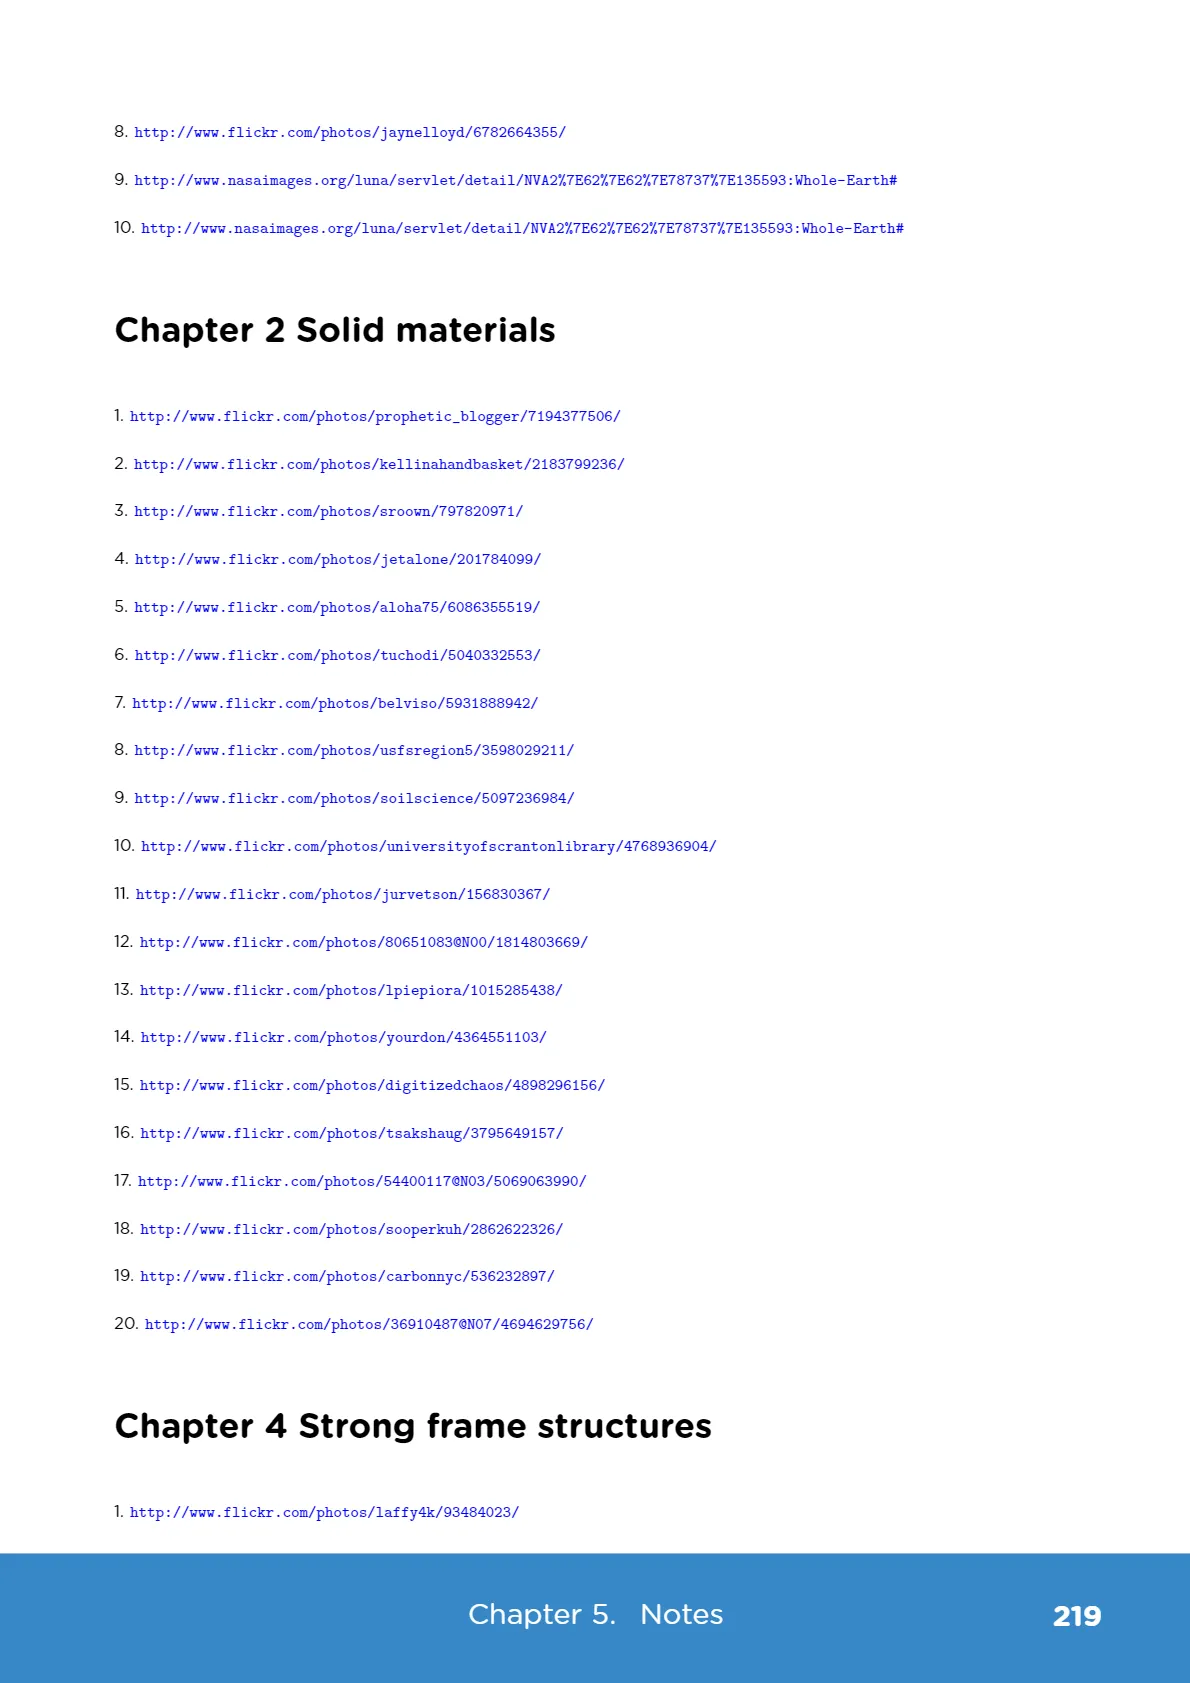 8. http://www.flickr.com/photos/jaynelloyd/6782664355/
9. http://www.nasaimages.org/luna/servlet/detail/NVA2%7E62%7E62%7E78737%7E135593:Whole-Earth#
10. http://www.nasaimages.org/luna/servlet/detail/NVA2%7E62%7E62%7E78737%7E135593:Whole-Earth#
Chapter 2 Solid materials
1. http://www.flickr.com/photos/prophetic_blogger/7194377506/
2. http://www.flickr.com/photos/kellinahandbasket/2183799236/
3. http://www.flickr.com/photos/sroown/797820971/
4. http://www.flickr.com/photos/jetalone/201784099/
5. http://www.flickr.com/photos/aloha75/6086355519/
6. http://www.flickr.com/photos/tuchodi/5040332553/
7. http://www.flickr.com/photos/belviso/5931888942/
8. http://www.flickr.com/photos/usfsregion5/3598029211/
9. http://www.flickr.com/photos/soilscience/5097236984/
10. http://www.flickr.com/photos/universityofscrantonlibrary/4768936904/
11. http://www.flickr.com/photos/jurvetson/156830367/
12. http://www.flickr.com/photos/80651083@N00/1814803669/
13. http://www.flickr.com/photos/lpiepiora/1015285438/
14. http://www.flickr.com/photos/yourdon/4364551103/
15. http://www.flickr.com/photos/digitizedchaos/4898296156/
16. http://www.flickr.com/photos/tsakshaug/3795649157/
17. http://www.flickr.com/photos/54400117@N03/5069063990/
18. http://www.flickr.com/photos/sooperkuh/2862622326/
19. http://www.flickr.com/photos/carbonnyc/536232897/
20. http://www.flickr.com/photos/36910487@N07/4694629756/
Chapter 4 Strong frame structures
1. http://www.flickr.com/photos/laffy4k/93484023/
Chapter 5. Notes 219